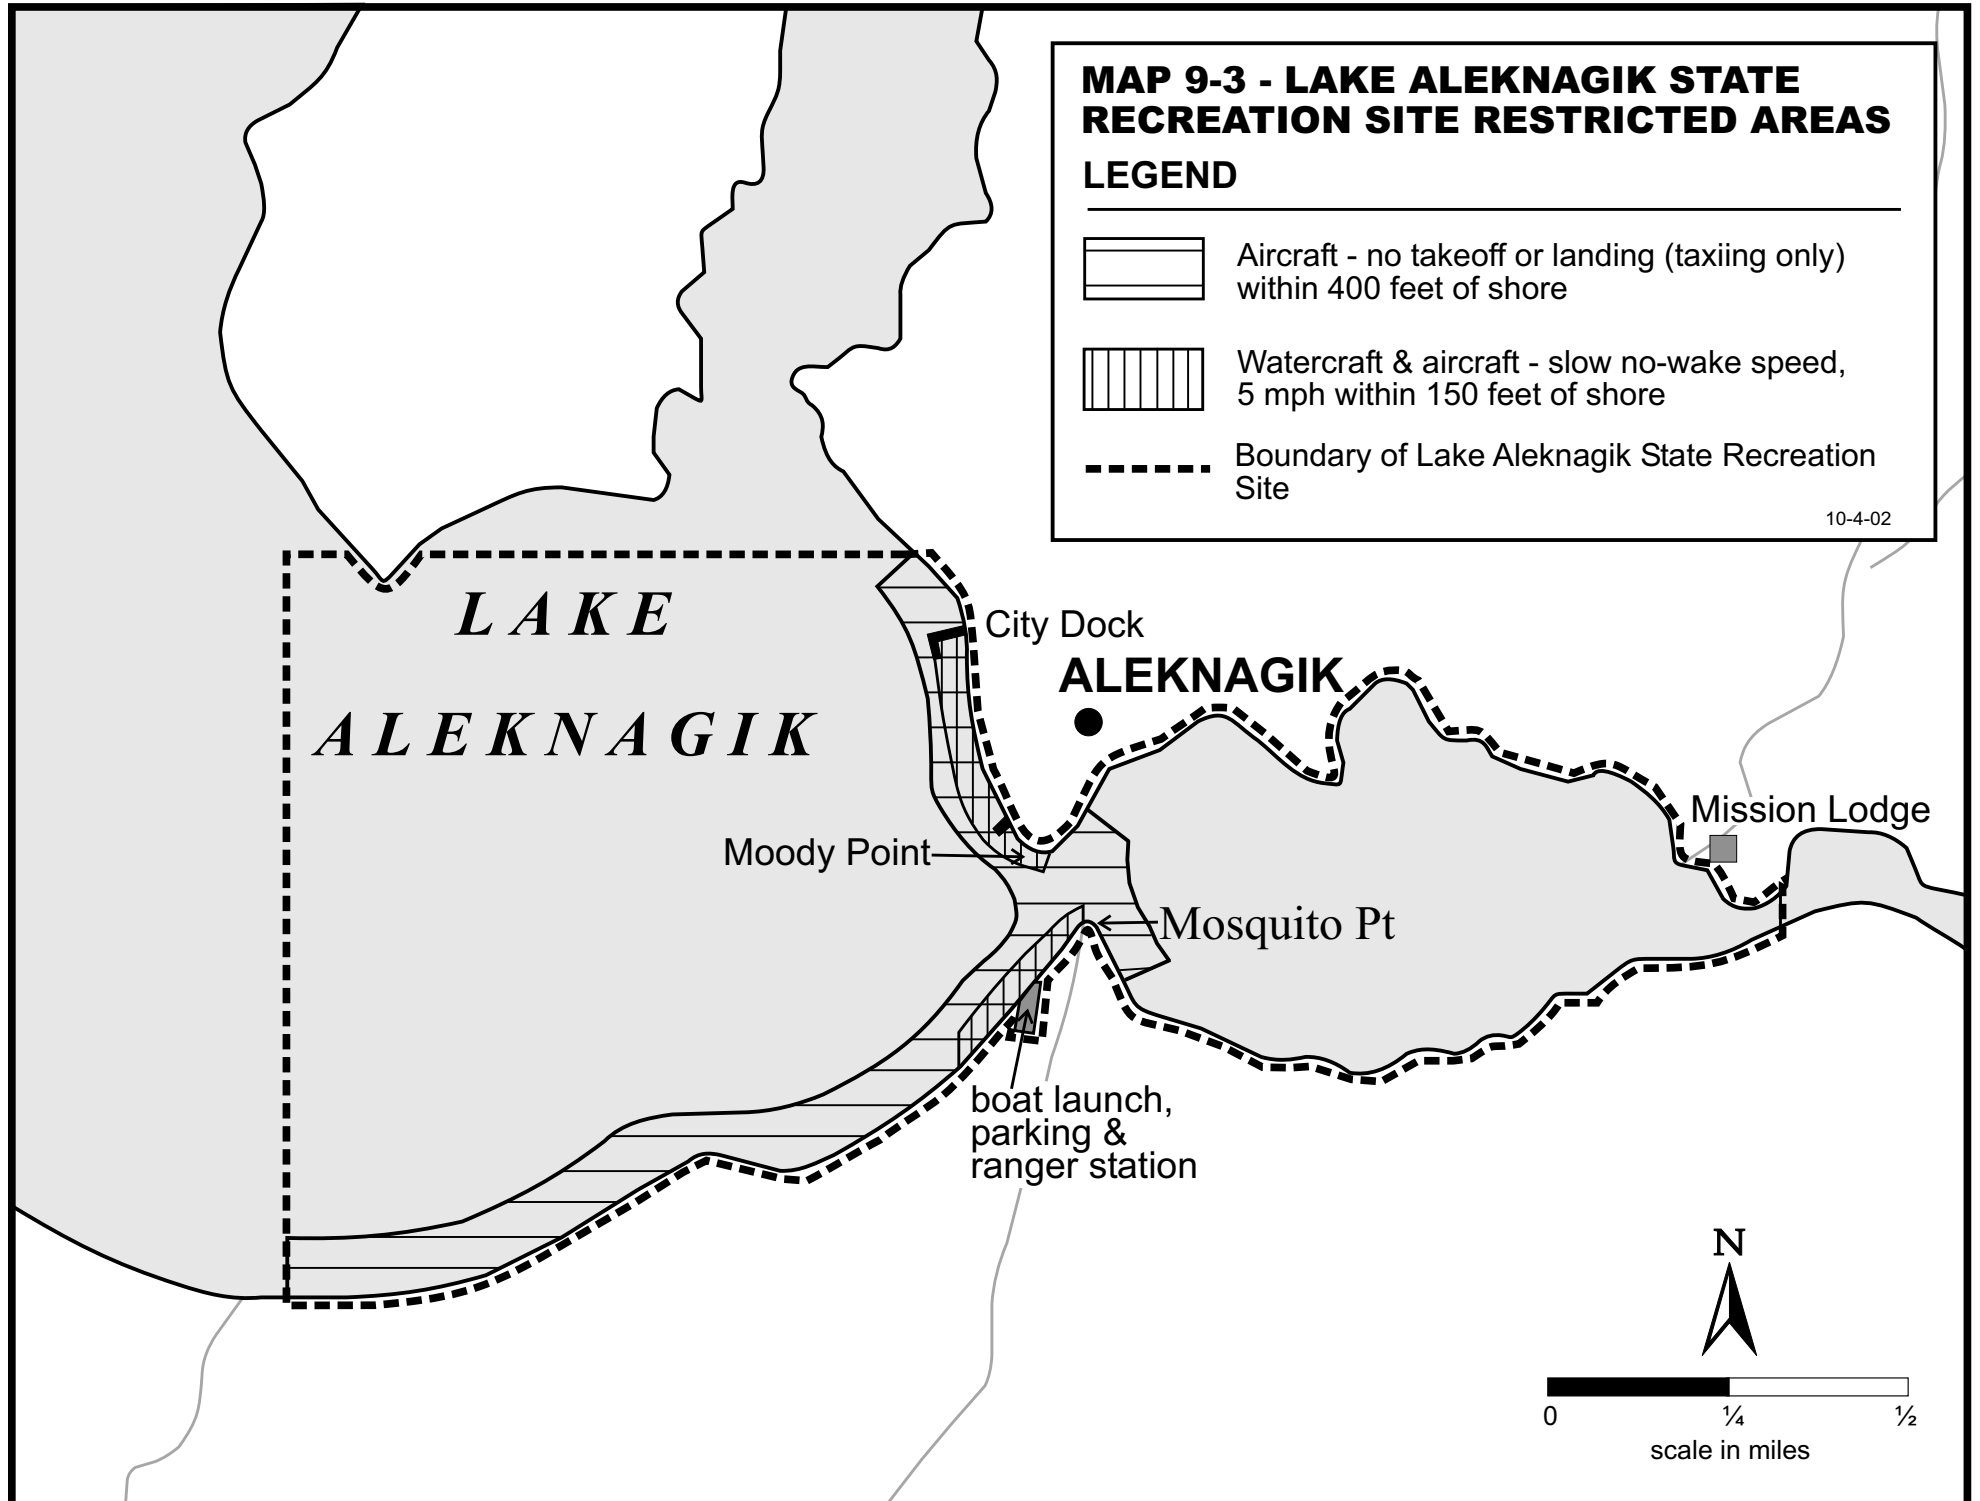 MAP 9-3 - LAKE ALEKNAGIK STATE
RECREATION SITE RESTRICTED AREAS
LEGEND
Aircraft - no takeoff or landing (taxiing only)
within 400 feet of shore
Watercraft & aircraft - slow no-wake speed,
5 mph within 150 feet of shore
Boundary of Lake Aleknagik State Recreation
Site
10-4-02
LAKE
ALEKNAGIK
City Dock
ALEKNAGIK
Mission Lodge
Moody Point
Mosquito Pt
boat launch,
parking &
ranger station
N
0 ¼ ½
scale in miles